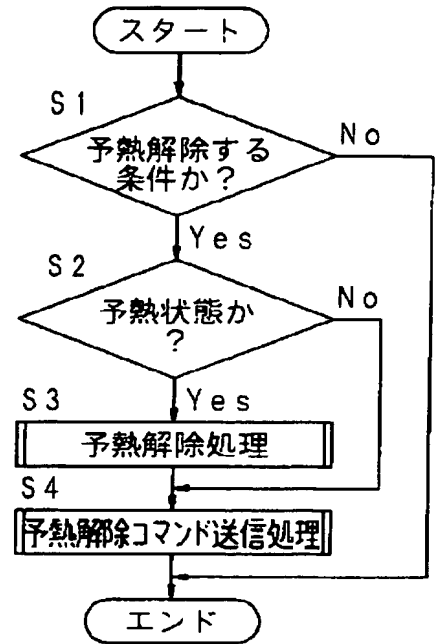 スタート
S1
予熱解除する
条件か？
No
Yes
S2
予熱状態か
？
No
Yes
S3
予熱解除処理
S4
予熱解除コマンド送信処理
エンド